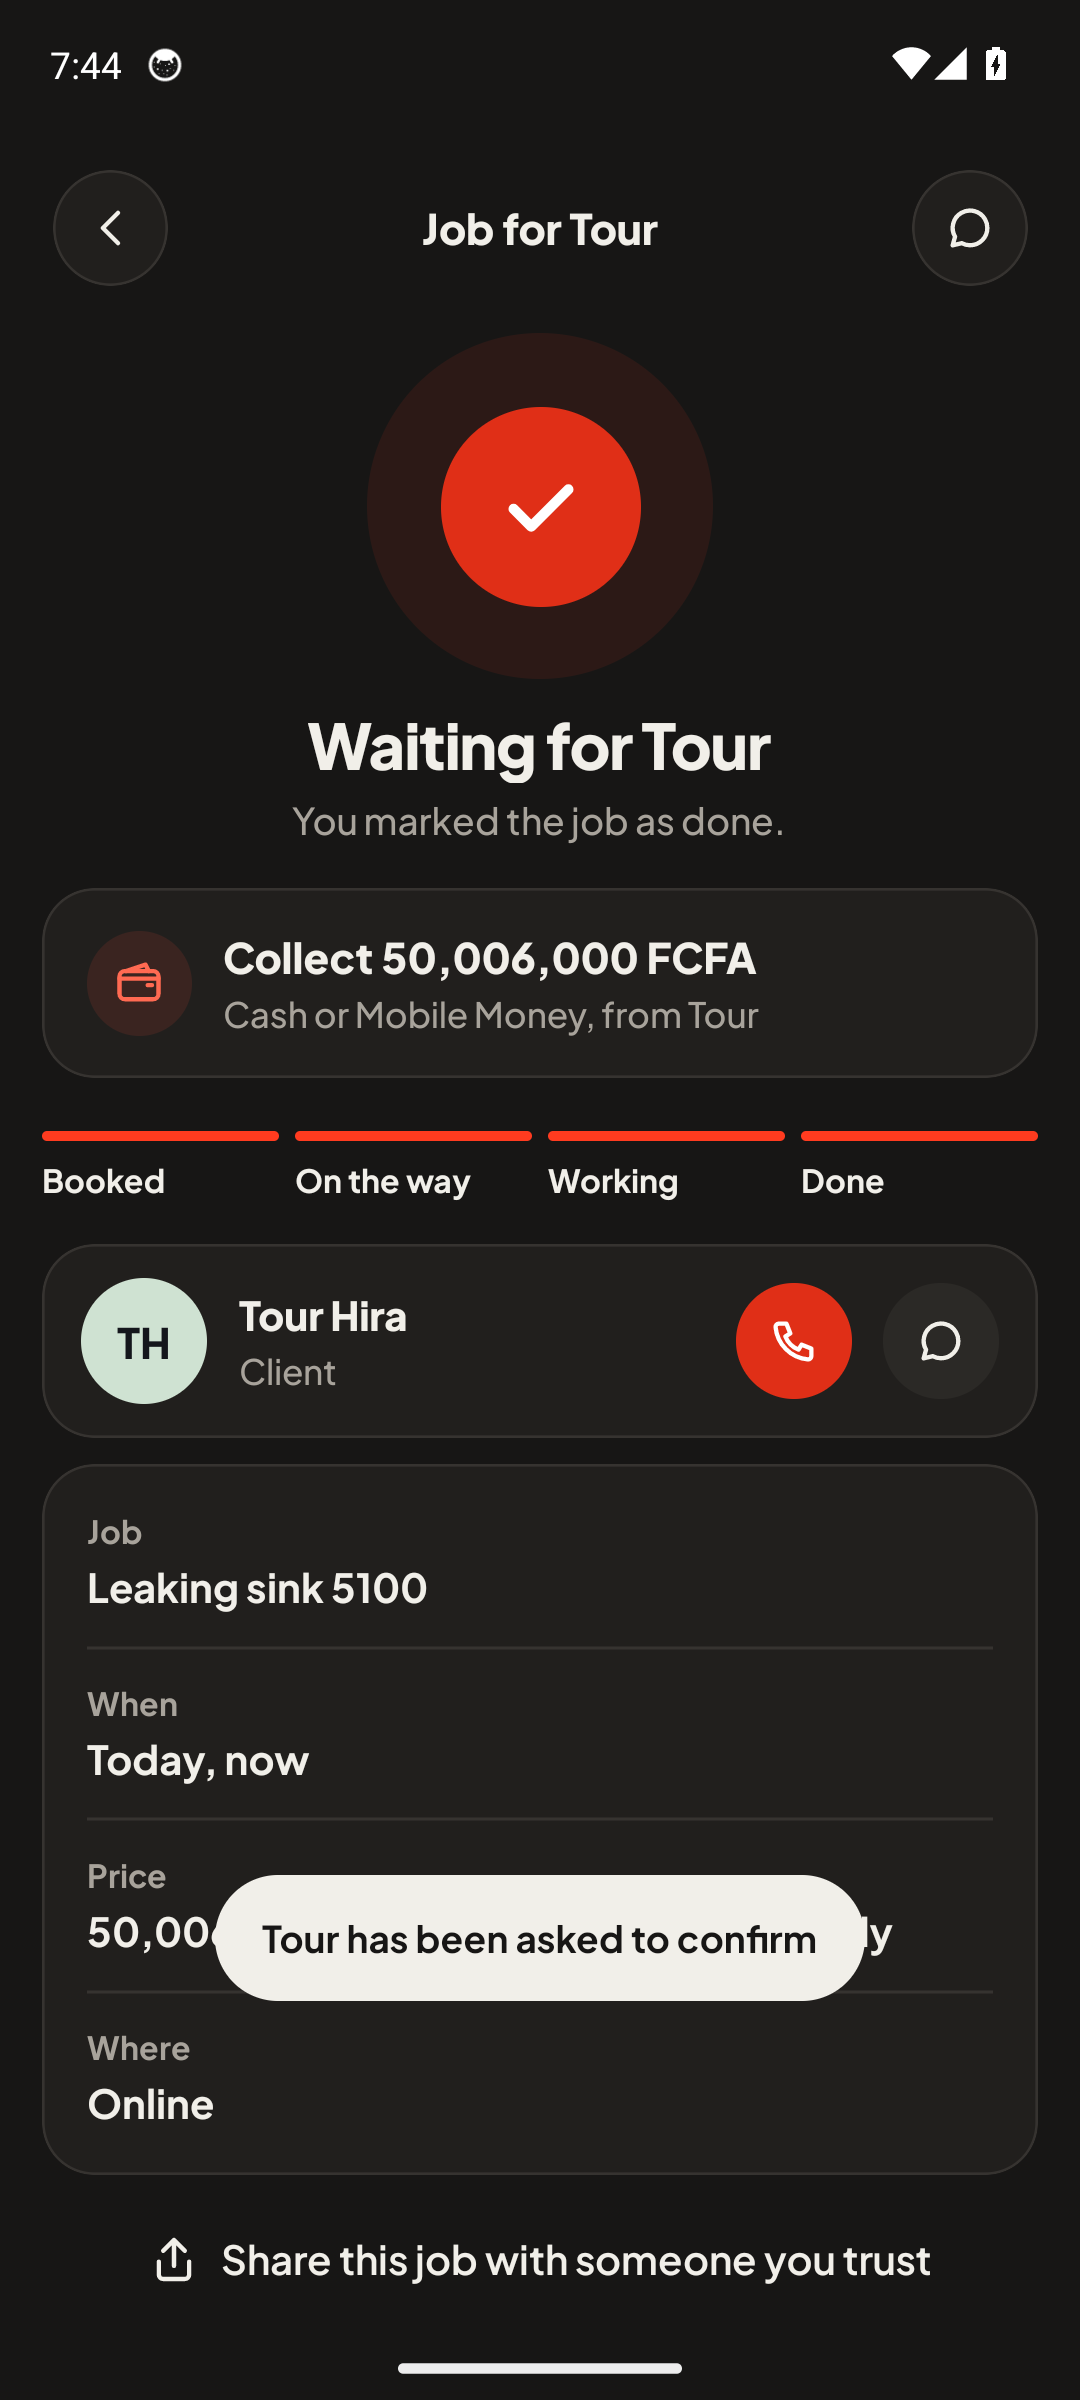 7:44
Job for Tour
Waiting for Tour
You marked the job as done.
Collect 50,006,000 FCFA
Cash or Mobile Money, from Tour
Booked
On the way
Working
Done
TH
Tour Hira
Client
Job
Leaking sink 5100
When
Today, now
Price
50,00
Tour has been asked to confirm
ly
Where
Online
Share this job with someone you trust